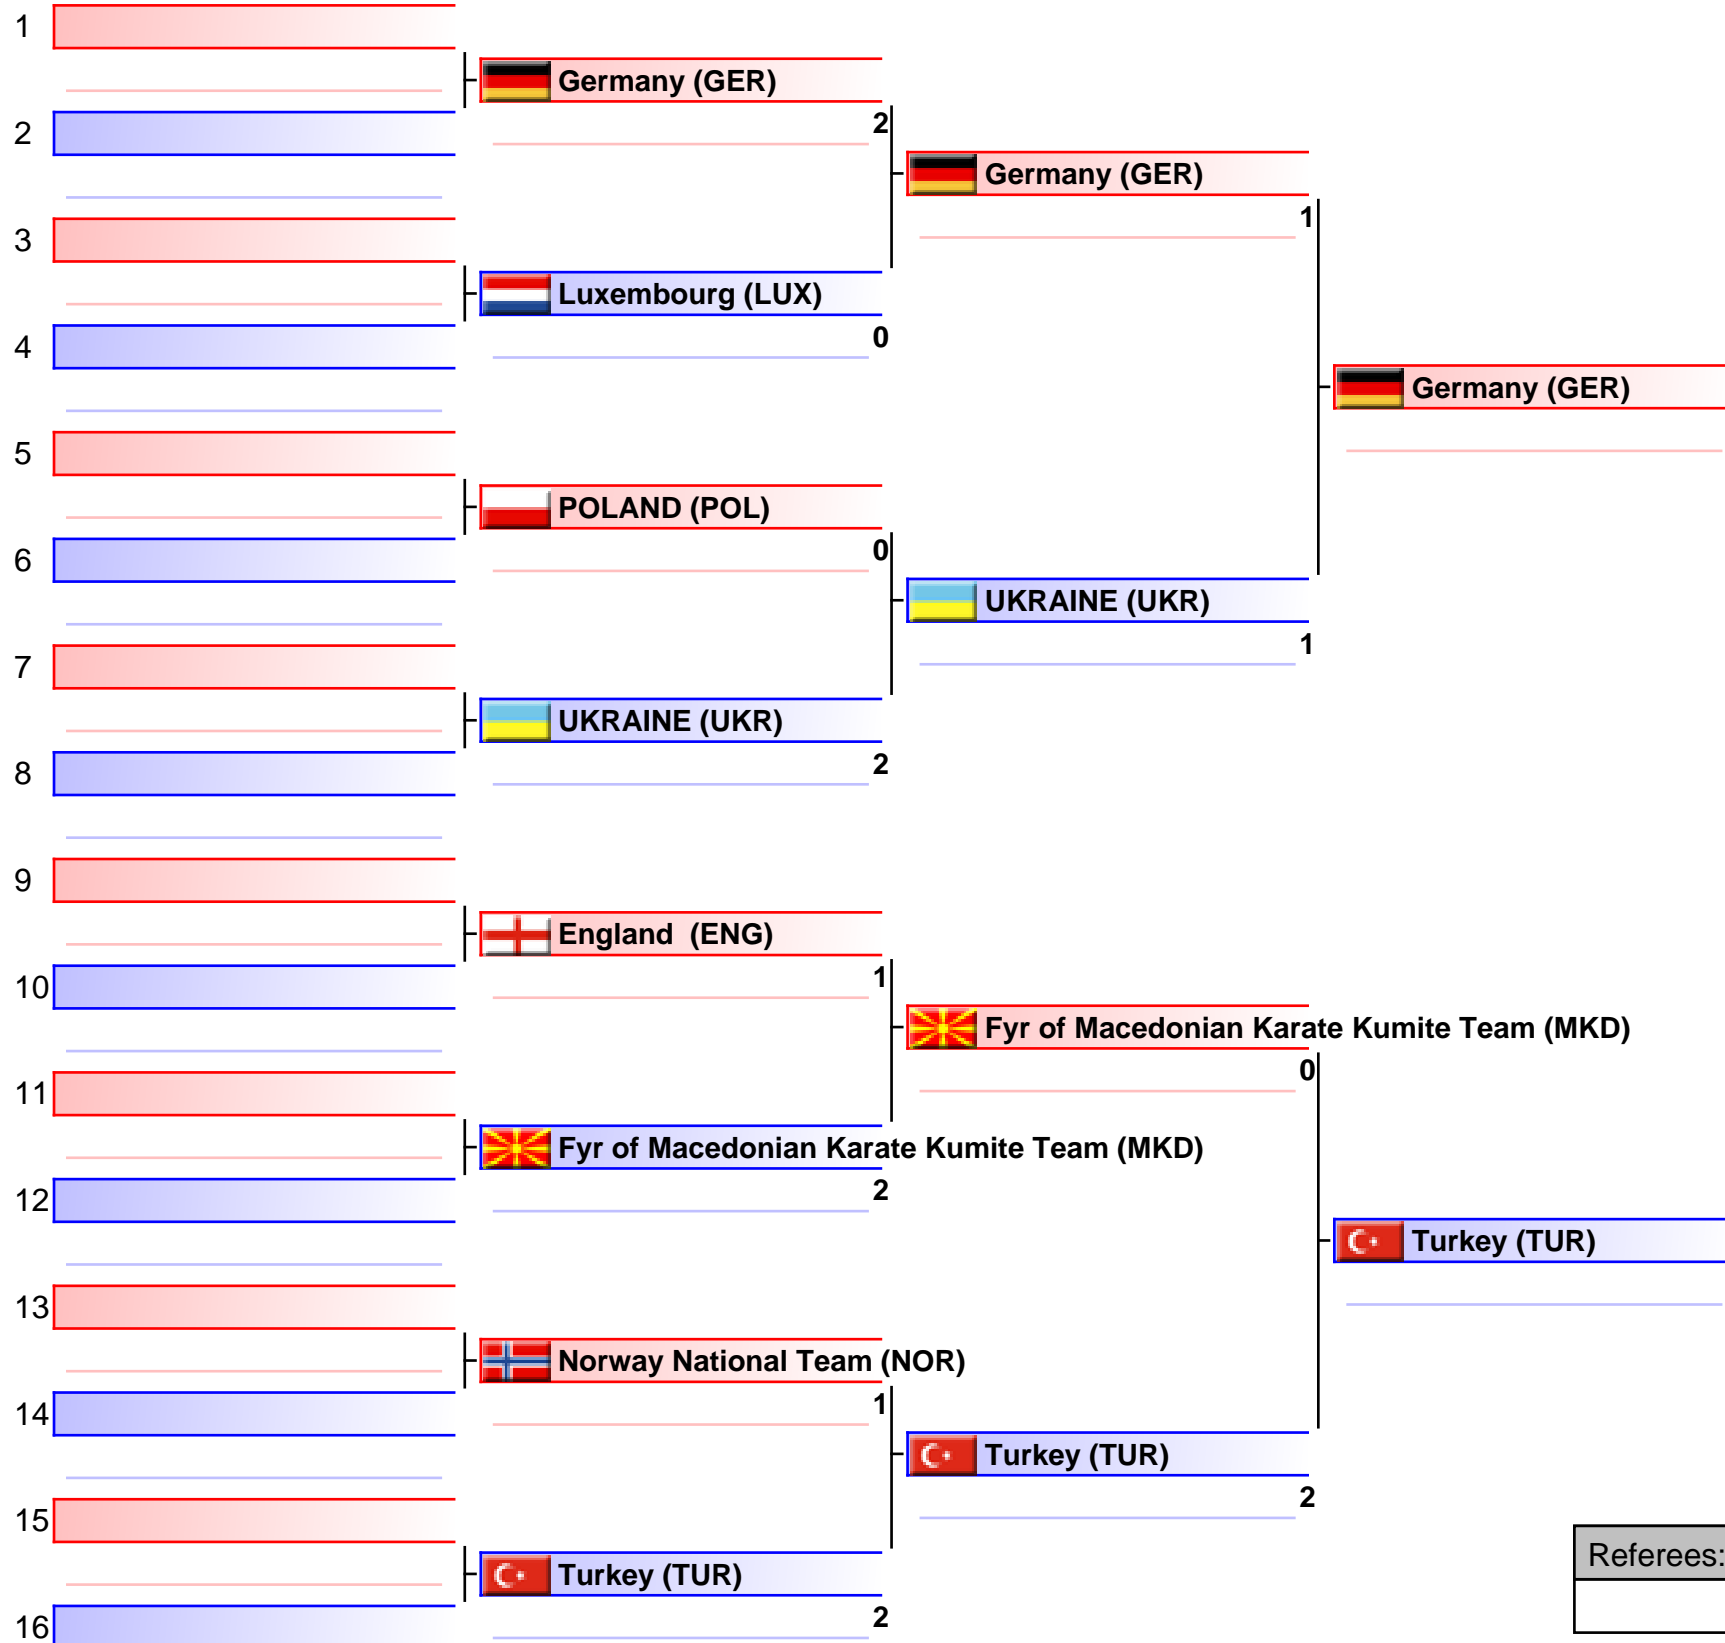 1
Germany (GER)
2
2
Germany (GER)
1
3
Luxembourg (LUX)
0
4
Germany (GER)
5
POLAND (POL)
0
6
UKRAINE (UKR)
1
7
UKRAINE (UKR)
2
8
9
England  (ENG)
1
10
Fyr of Macedonian Karate Kumite Team (MKD)
0
11
Fyr of Macedonian Karate Kumite Team (MKD)
2
12
Turkey (TUR)
13
Norway National Team (NOR)
1
14
Turkey (TUR)
2
15
Referees:
Turkey (TUR)
2
16